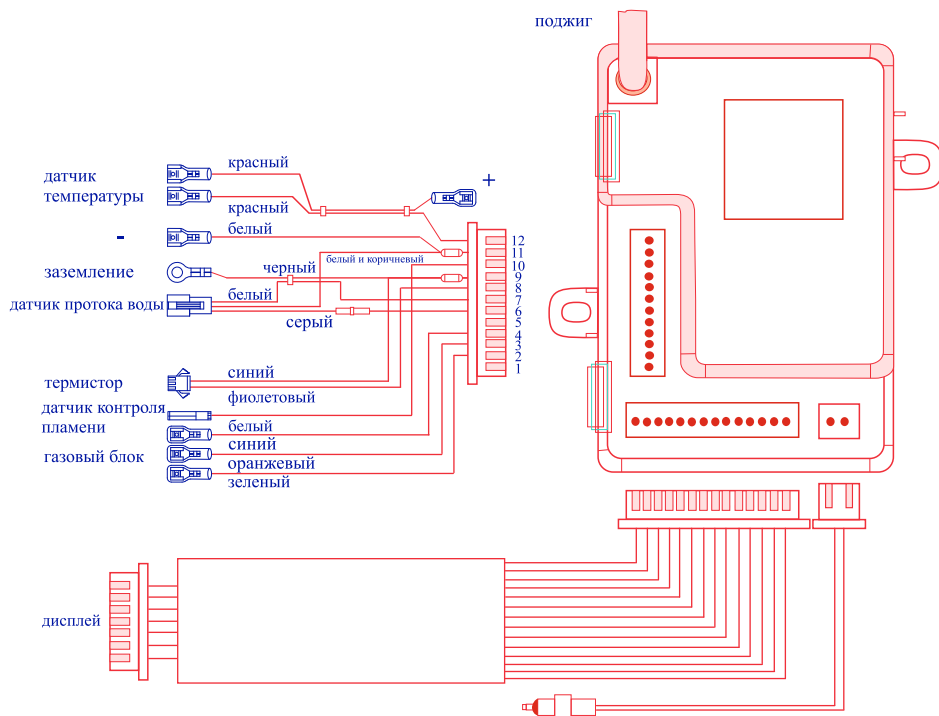 поджиг
красный
датчик
температуры
+
красный
белый
-
белый и коричневый
заземление
черный
датчик протока воды
белый
серый
12
11
10
9
8
7
6
5
4
3
2
1
термистор
синий
фиолетовый
датчик контроля
пламени
белый
синий
газовый блок
оранжевый
зеленый
дисплей